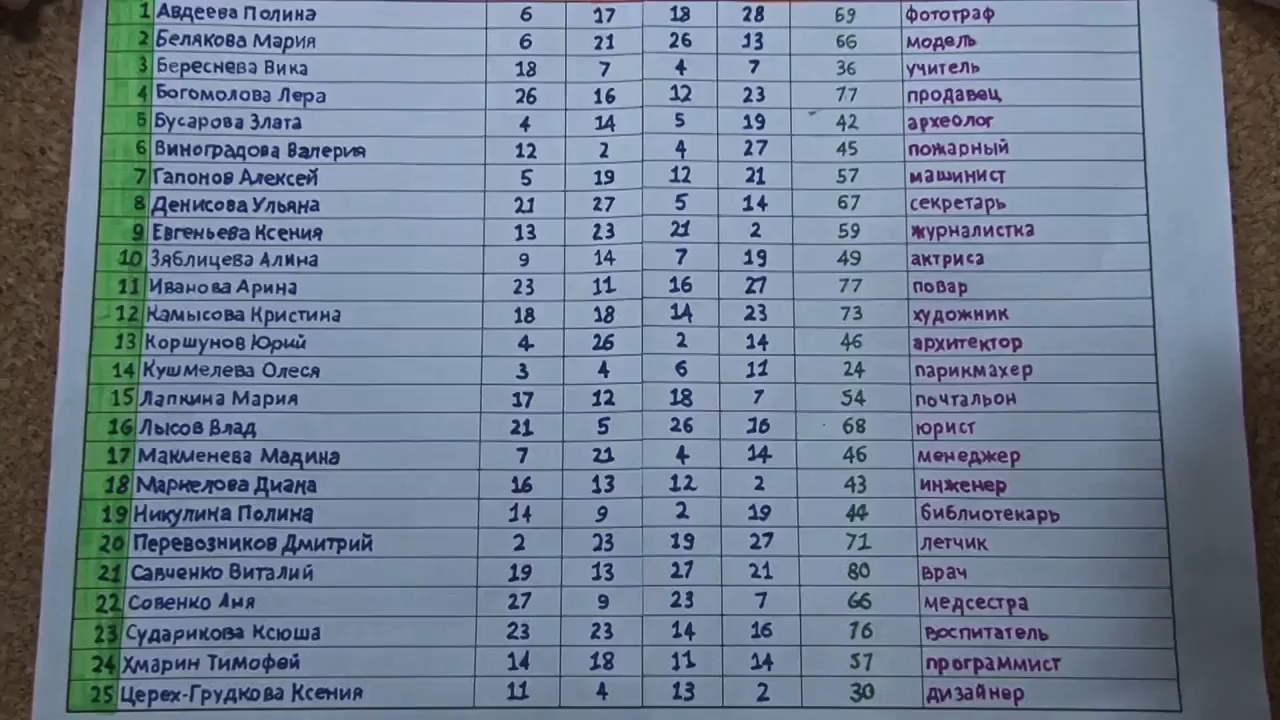 1 Авдеева Полина 6 17 18 28 69 фотограф
2 Белякова Мария 6 21 26 13 66 модель
3 Береснева Вика 18 7 4 7 36 учитель
4 Богомолова Лера 26 16 12 23 77 продавец
5 Бусарова Злата 4 14 5 19 42 археолог
6 Виноградова Валерия 12 2 4 27 45 пожарный
7 Гапонов Алексей 5 19 12 21 57 машинист
8 Денисова Ульяна 21 27 5 14 67 секретарь
9 Евгеньева Ксения 13 23 21 2 59 журналистка
10 Зяблицева Алина 9 14 7 19 49 актриса
11 Иванова Арина 23 11 16 27 77 повар
12 Камысова Кристина 18 18 14 23 73 художник
13 Коршунов Юрий 4 26 2 14 46 архитектор
14 Кушмелева Олеся 3 4 6 11 24 парикмахер
15 Лапкина Мария 17 12 18 7 54 почтальон
16 Лысов Влад 21 5 26 16 68 юрист
17 Макменева Мадина 7 21 4 14 46 менеджер
18 Маркелова Диана 16 13 12 2 43 инженер
19 Никулина Полина 14 9 2 19 44 библиотекарь
20 Перевозников Дмитрий 2 23 19 27 71 летчик
21 Савченко Виталий 19 13 27 21 80 врач
22 Совенко Аня 27 9 23 7 66 медсестра
23 Сударикова Ксюша 23 23 14 16 76 воспитатель
24 Хмарин Тимофей 14 18 11 14 57 программист
25 Церех-Грудкова Ксения 11 4 13 2 30 дизайнер